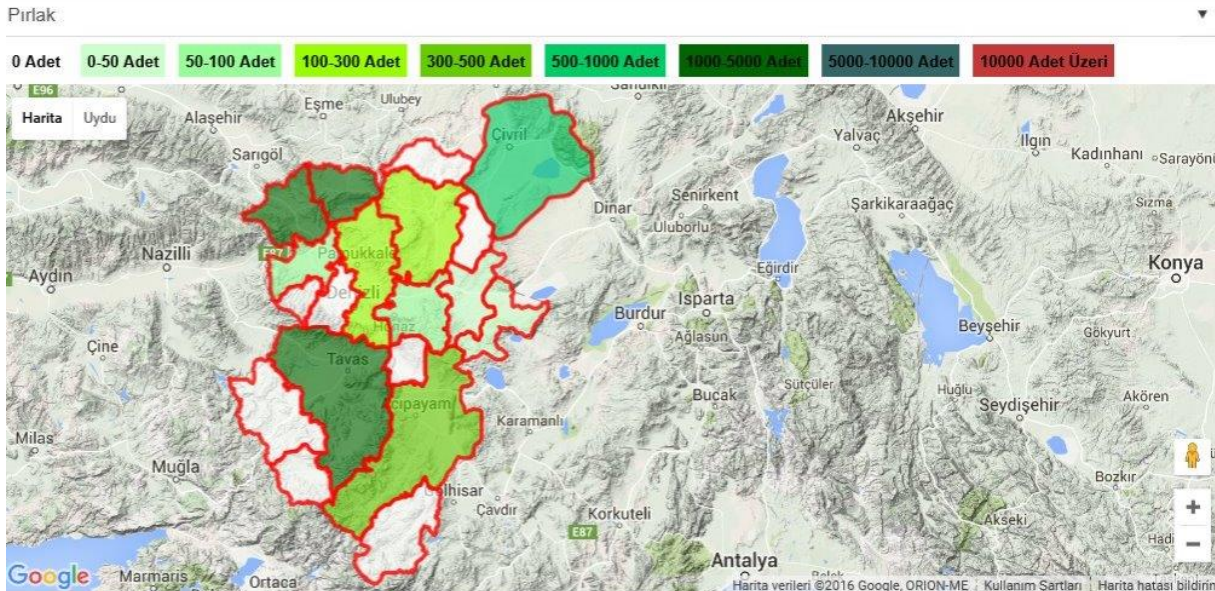 Pırlak
0 Adet 0-50 Adet 50-100 Adet 100-300 Adet 300-500 Adet 500-1000 Adet 1000-5000 Adet 5000-10000 Adet 10000 Adet Üzeri
E96
Harita Uydu
Eşme
Ulubey
Alaşehir
Sarıgöl
Çivril
Akşehir
Yalvaç
Ilgın
Kadınhanı
Senirkent
Dinar
Uluborlu
Şarkikaraağaç
Sızma
Nazilli
E87
Pamukkale
Eğirdir
Konya
Aydın
Denizli
Isparta
Burdur
Honaz
Ağlasun
Beyşehir
Gökyurt
Çine
Tavas
Sütçüler
Huğlu
Bucak
Akören
Karamanlı
Seydişehir
Milas
Muğla
Bozkır
Çavdır
Korkuteli
E87
Akseki
Antalya
Google
Marmaris
Ortaca
Harita verileri ©2016 Google, ORION-ME Kullanım Şartları